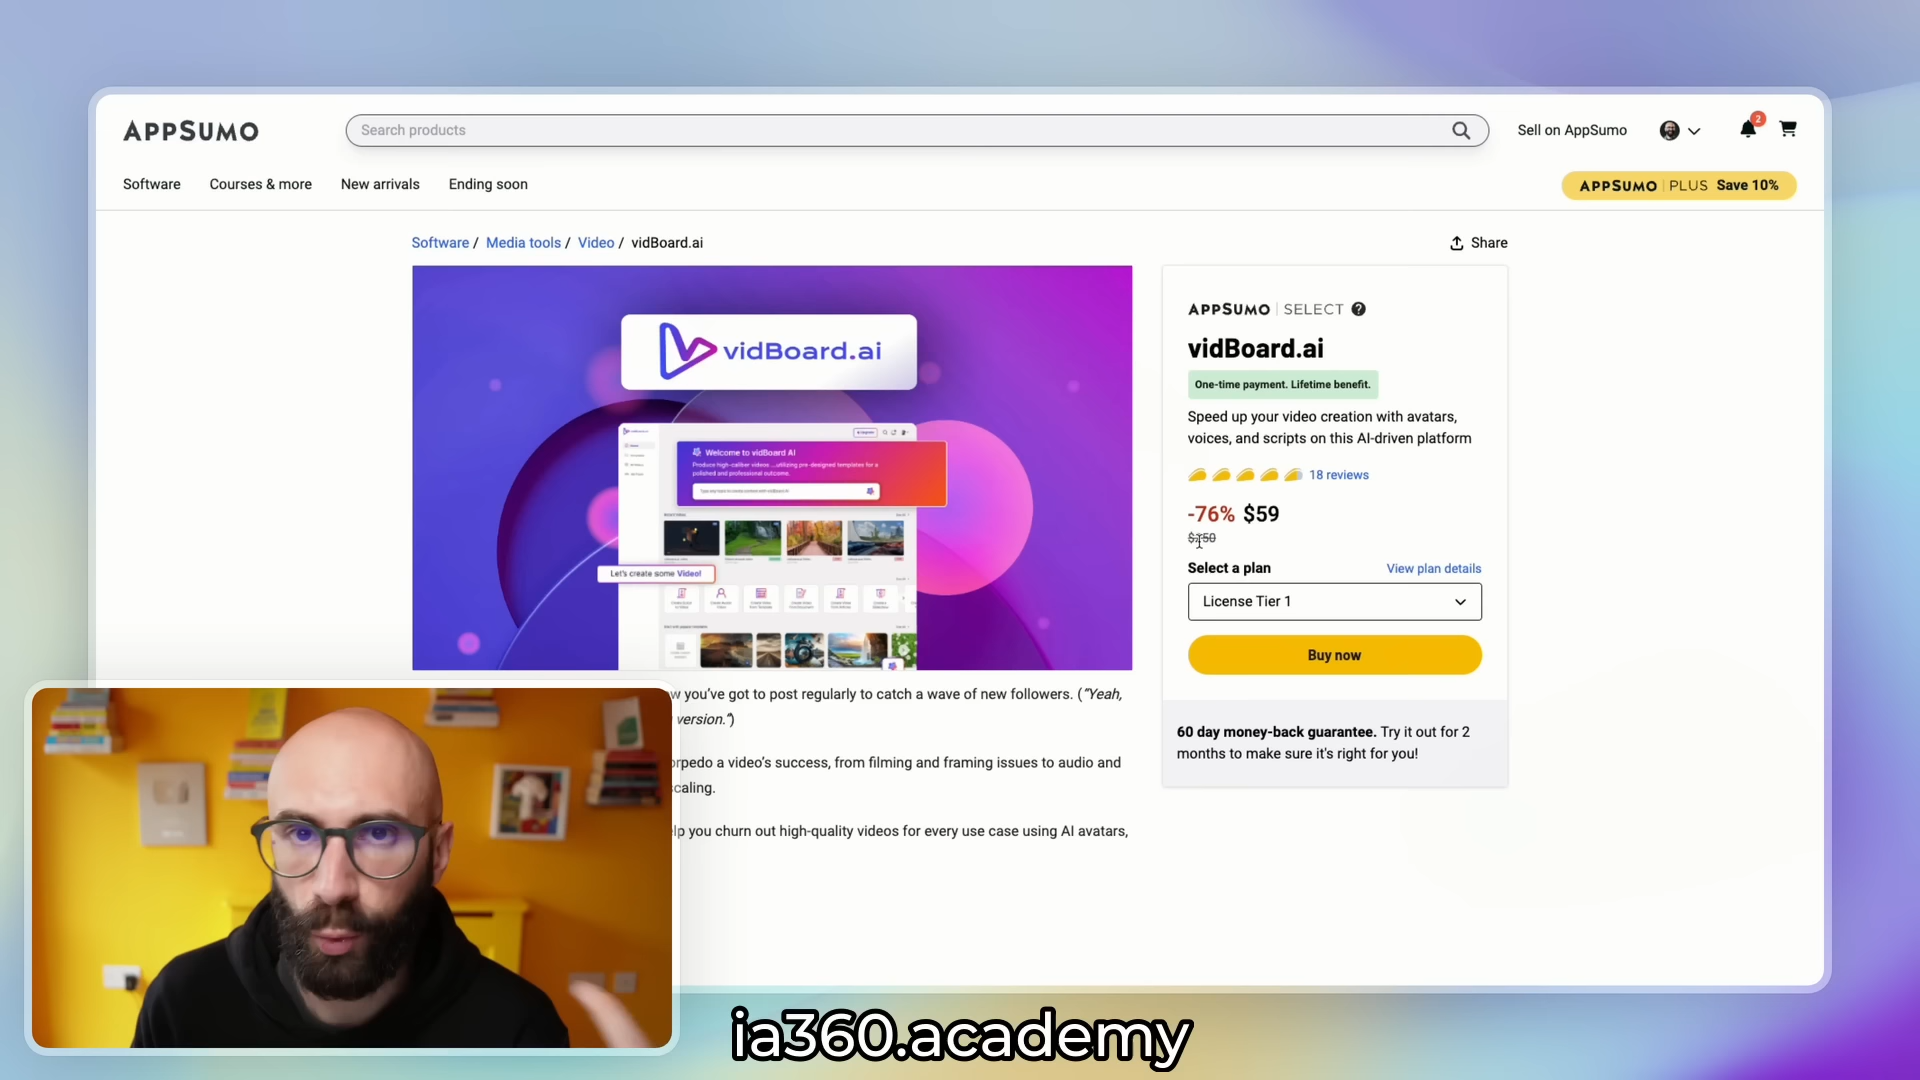 APPSUMO
Search products
Sell on AppSumo
2
Software
Courses & more
New arrivals
Ending soon
APPSUMO | PLUS Save 10%
Software / Media tools / Video / vidBoard.ai
Share
vidBoard.ai
Welcome to vidBoard AI
Let's create some Video!
APPSUMO | SELECT ?
vidBoard.ai
One-time payment. Lifetime benefit.
Speed up your video creation with avatars,
voices, and scripts on this AI-driven platform
18 reviews
-76% $59
Select a plan
View plan details
License Tier 1
Buy now
60 day money-back guarantee. Try it out for 2
months to make sure it's right for you!
you've got to post regularly to catch a wave of new followers. (“Yeah,
version.”)
a video's success, from filming and framing issues to audio and
you churn out high-quality videos for every use case using AI avatars,
ia360.academy